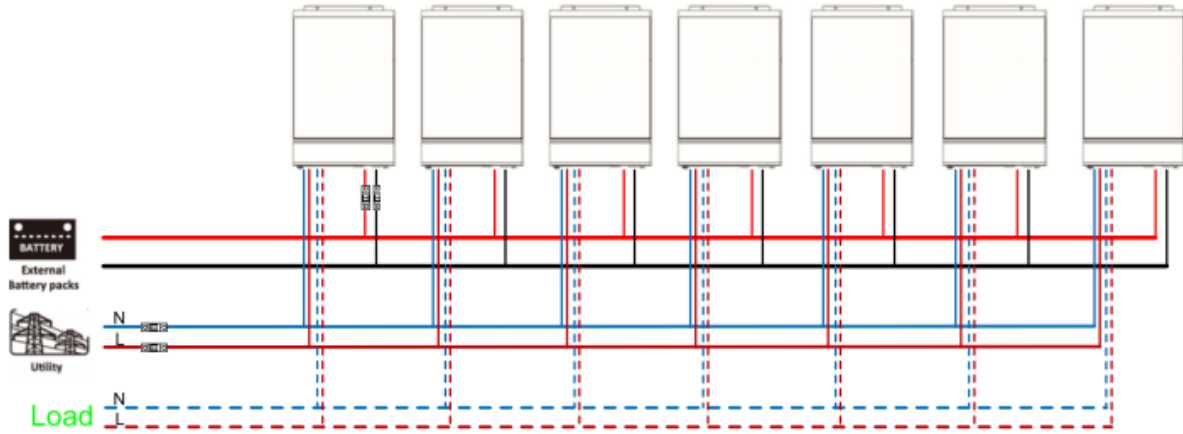 BATTERY
External
Battery packs
N
L
Utility
N
Load L